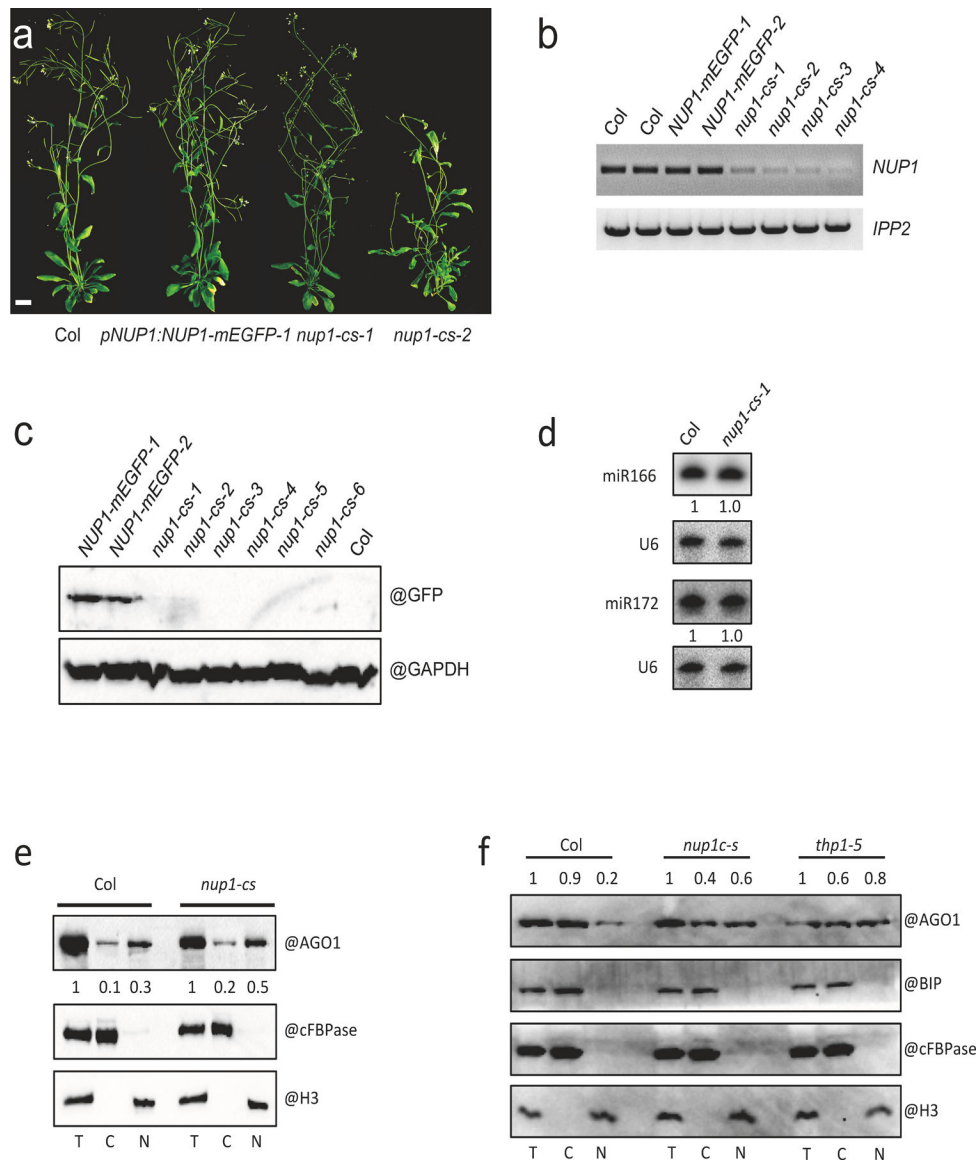 a
Col pNUP1:NUP1-mEGFP-1 nup1-cs-1 nup1-cs-2
b
Col Col NUP1-mEGFP-1 NUP1-mEGFP-2 nup1-cs-1 nup1-cs-2 nup1-cs-3 nup1-cs-4
NUP1
IPP2
c
NUP1-mEGFP-1 NUP1-mEGFP-2 nup1-cs-1 nup1-cs-2 nup1-cs-3 nup1-cs-4 nup1-cs-5 nup1-cs-6 Col
@GFP
@GAPDH
d
Col nup1-cs-1
miR166
1 1.0
U6
miR172
1 1.0
U6
e
Col nup1-cs
@AGO1
1 0.1 0.3 1 0.2 0.5
@cFBPase
@H3
T C N T C N
f
Col nup1c-s thp1-5
1 0.9 0.2 1 0.4 0.6 1 0.6 0.8
@AGO1
@BIP
@cFBPase
@H3
T C N T C N T C N